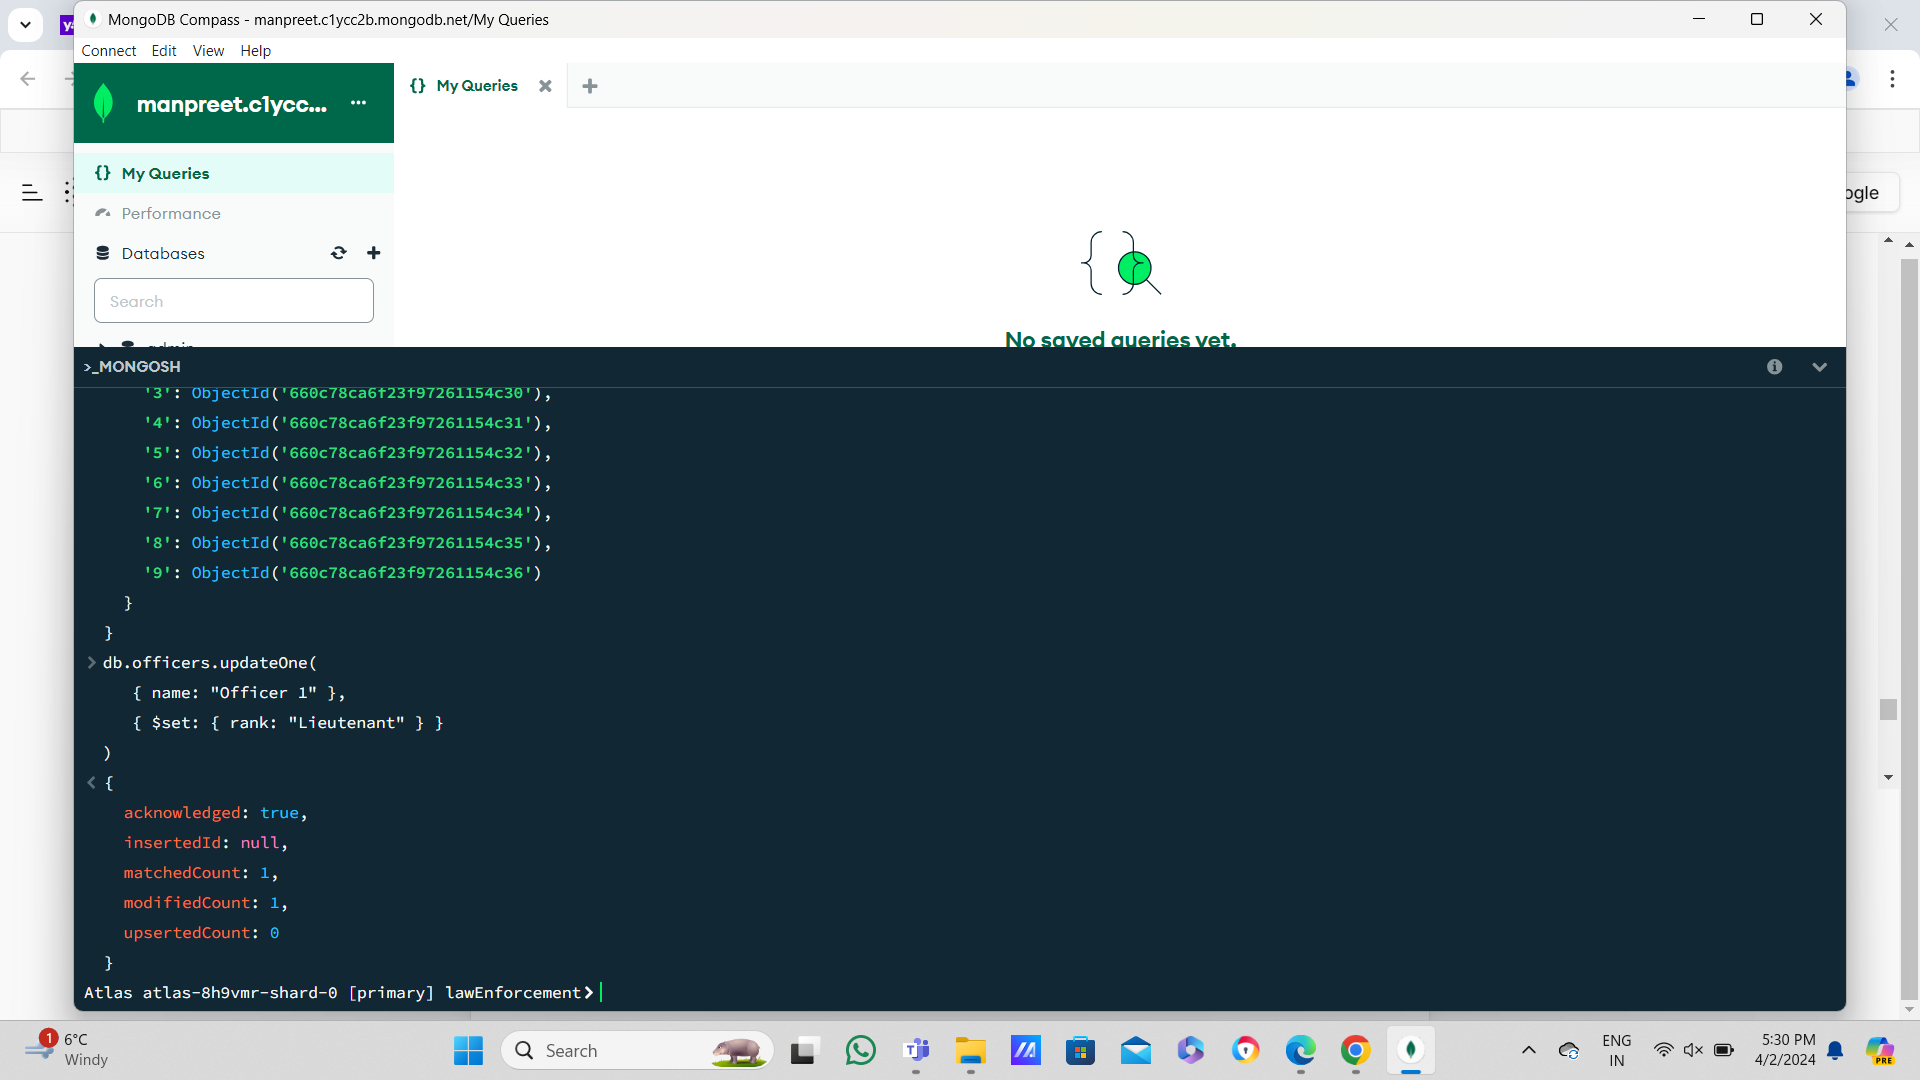 MongoDB Compass - manpreet.c1ycc2b.mongodb.net/My Queries
Connect Edit View Help
manpreet.c1ycc... ...
{} My Queries
{} My Queries
Performance
Databases
Search
admin
No saved queries yet.
ogle
>_MONGOSH
'3': ObjectId('660c78ca6f23f97261154c30'),
'4': ObjectId('660c78ca6f23f97261154c31'),
'5': ObjectId('660c78ca6f23f97261154c32'),
'6': ObjectId('660c78ca6f23f97261154c33'),
'7': ObjectId('660c78ca6f23f97261154c34'),
'8': ObjectId('660c78ca6f23f97261154c35'),
'9': ObjectId('660c78ca6f23f97261154c36')
}
}
> db.officers.updateOne(
{ name: "Officer 1" },
{ $set: { rank: "Lieutenant" } }
)
< {
acknowledged: true,
insertedId: null,
matchedCount: 1,
modifiedCount: 1,
upsertedCount: 0
}
Atlas atlas-8h9vmr-shard-0 [primary] lawEnforcement>
1
6°C
Windy
Search
ENG
IN
5:30 PM
4/2/2024
PRE